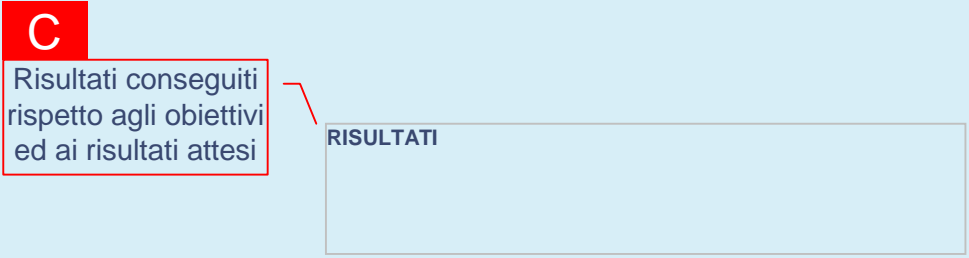 C
Risultati conseguiti
rispetto agli obiettivi
ed ai risultati attesi
RISULTATI